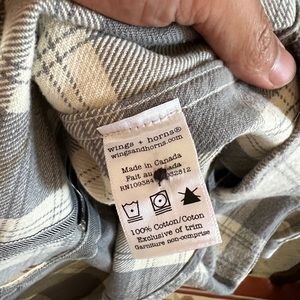 wings + horns®
wingsandhorns.com
Made in Canada
Fait au Canada
100% Cotton/Coton
Exclusive of trim
Garniture non-comprise